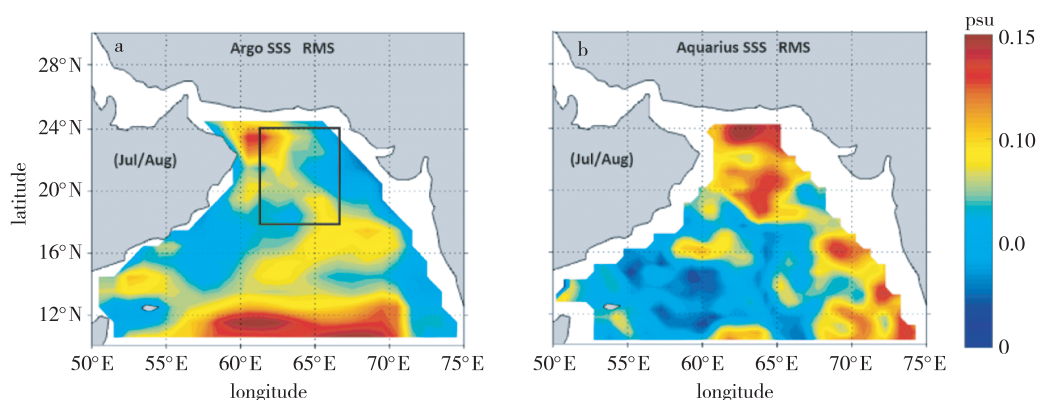 psu
a
Argo SSS RMS
b
Aquarius SSS RMS
0.15
28°N
24°N
20°N
16°N
12°N
latitude
(Jul/Aug)
(Jul/Aug)
0.10
0.0
0
50°E 55°E 60°E 65°E 70°E 75°E
50°E 55°E 60°E 65°E 70°E 75°E
longitude
longitude